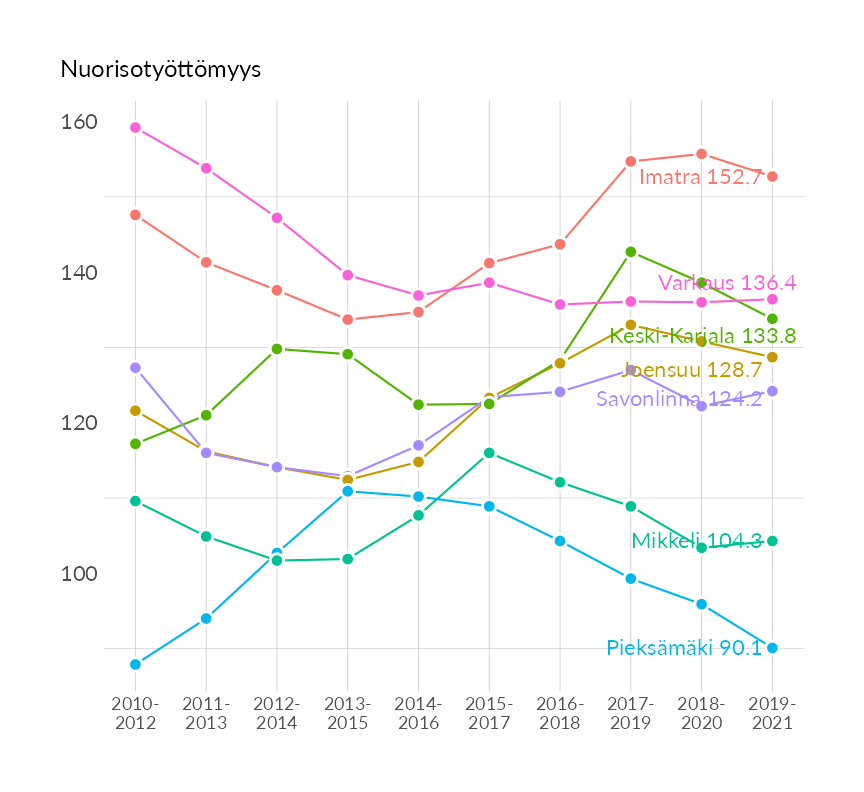 Nuorisotyöttömyys
160
Imatra 152.7
140
Varkaus 136.4
Keski-Karjala 133.8
Joensuu 128.7
Savonlinna 124.2
120
Mikkeli 104.3
100
Pieksämäki 90.1
2010- 2011- 2012- 2013- 2014- 2015- 2016- 2017- 2018- 2019-
2012 2013 2014 2015 2016 2017 2018 2019 2020 2021